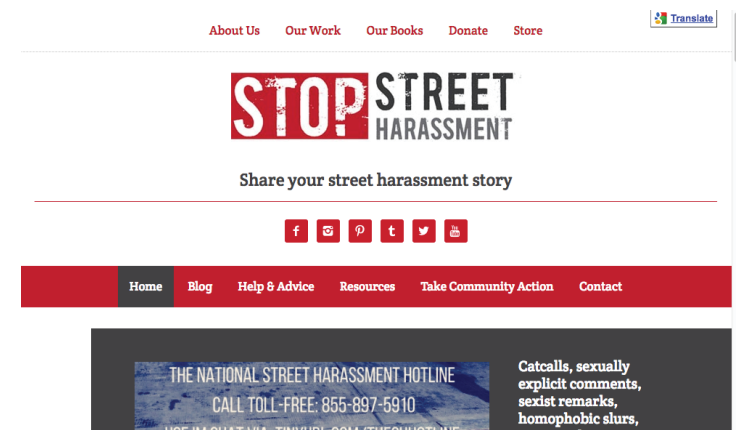 About Us Our Work Our Books Donate Store
Translate
STOP STREET
HARASSMENT
Share your street harassment story
Home Blog Help & Advice Resources Take Community Action Contact
THE NATIONAL STREET HARASSMENT HOTLINE
CALL TOLL-FREE: 855-897-5910
Catcalls, sexually
explicit comments,
sexist remarks,
homophobic slurs,